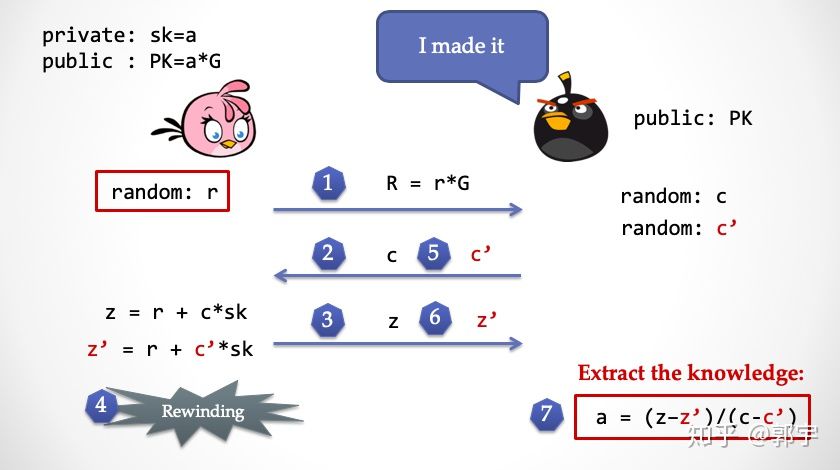 private: sk=a
public : PK=a*G
I made it
public: PK
random: r
1 R = r*G
random: c
random: c’
2 c 5 c’
z = r + c*sk
3 z 6 z’
z’ = r + c’*sk
Extract the knowledge:
4 Rewinding
7 a = (z–z’)/(c-c’)
知乎 @郭宇